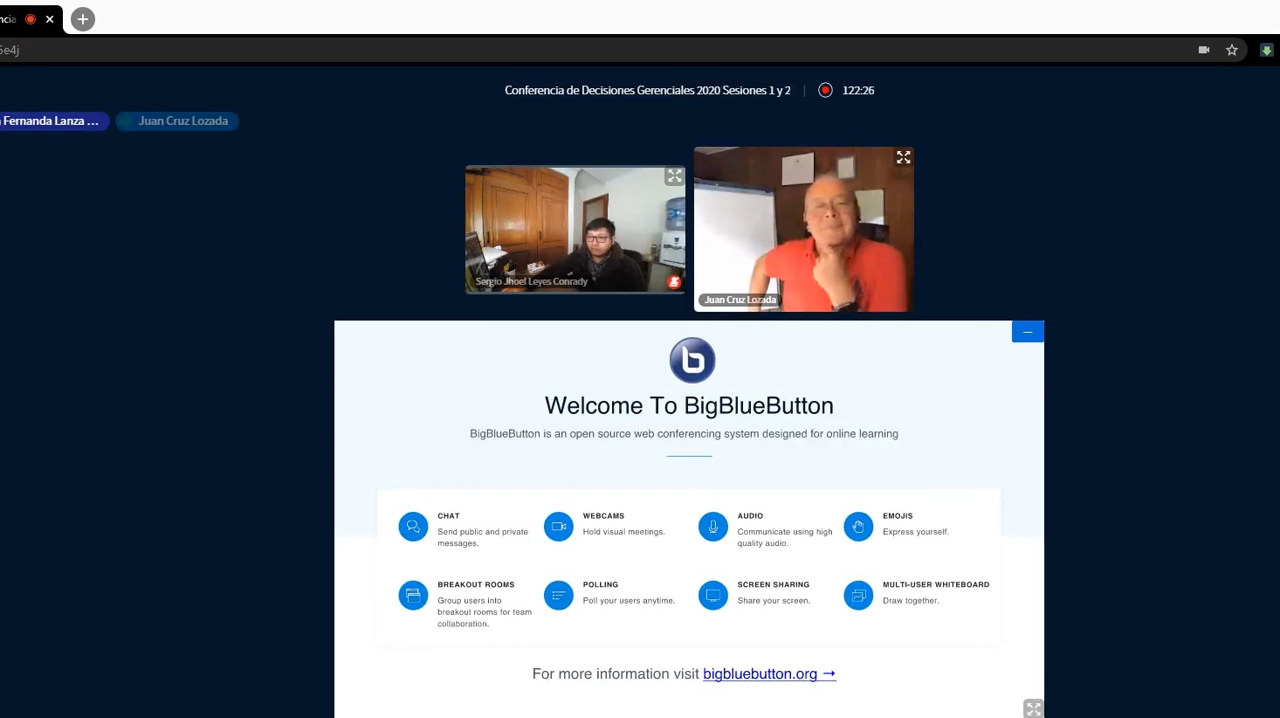 ncia
5e4j
Conferencia de Decisiones Gerenciales 2020 Sesiones 1 y 2 | 122:26
Fernanda Lanza ... Juan Cruz Lozada
Sergio Jhoel Leyes Conrady
Juan Cruz Lozada
b
Welcome To BigBlueButton
BigBlueButton is an open source web conferencing system designed for online learning
CHAT
Send public and private
messages.
WEBCAMS
Hold visual meetings.
AUDIO
Communicate using high
quality audio.
EMOJIS
Express yourself.
BREAKOUT ROOMS
Group users into
breakout rooms for team
collaboration.
POLLING
Poll your users anytime.
SCREEN SHARING
Share your screen.
MULTI-USER WHITEBOARD
Draw together.
For more information visit bigbluebutton.org →